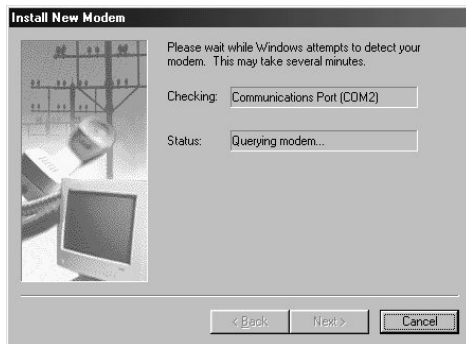 Install New Modem
Please wait while Windows attempts to detect your
modem. This may take several minutes.
Checking: Communications Port (COM2)
Status: Querying modem...
< Back Next > Cancel